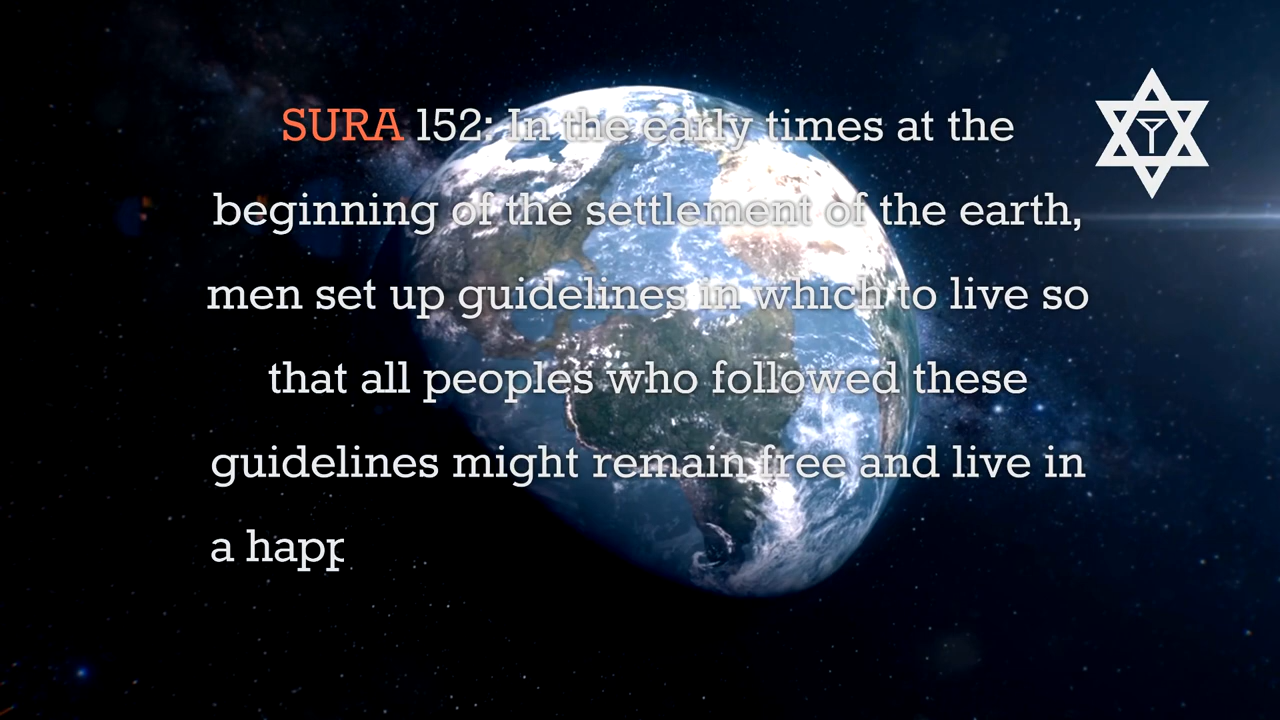 SURA 152: In the early times at the
beginning of the settlement of the earth,
men set up guidelines in which to live so
that all peoples who followed these
guidelines might remain free and live in
a happ